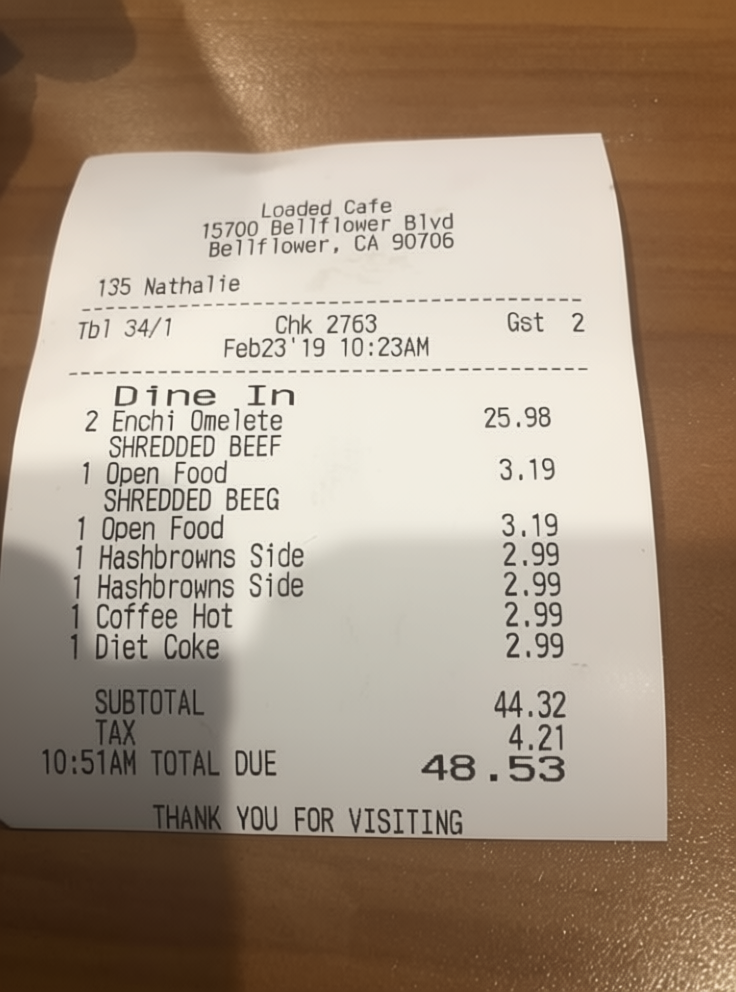 Loaded Cafe
15700 Bellflower Blvd
Bellflower, CA 90706
135 Nathalie
Tbl 34/1 Chk 2763 Gst 2
Feb23'19 10:23AM
Dine In
2 Enchi Omelete 25.98
SHREDDED BEEF
1 Open Food 3.19
SHREDDED BEEG
1 Open Food 3.19
1 Hashbrowns Side 2.99
1 Hashbrowns Side 2.99
1 Coffee Hot 2.99
1 Diet Coke 2.99
SUBTOTAL 44.32
TAX 4.21
10:51AM TOTAL DUE 48.53
THANK YOU FOR VISITING